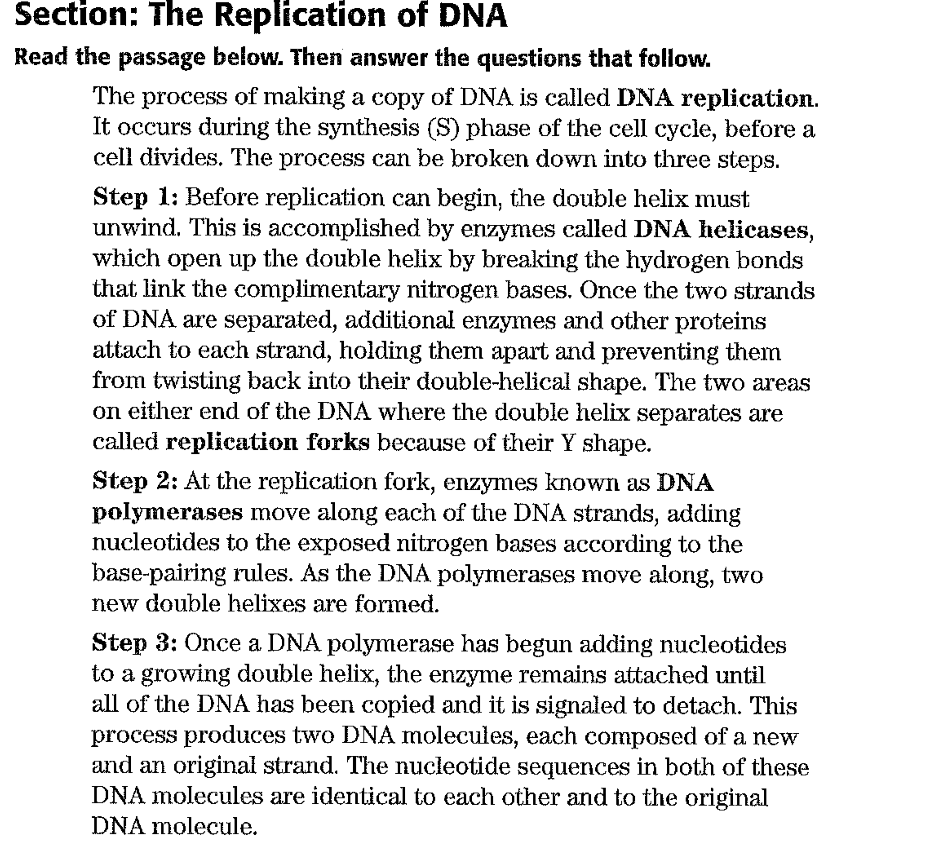 Section: The Replication of DNA
Read the passage below. Then answer the questions that follow.
The process of making a copy of DNA is called DNA replication.
It occurs during the synthesis (S) phase of the cell cycle, before a
cell divides. The process can be broken down into three steps.
Step 1: Before replication can begin, the double helix must
unwind. This is accomplished by enzymes called DNA helicases,
which open up the double helix by breaking the hydrogen bonds
that link the complimentary nitrogen bases. Once the two strands
of DNA are separated, additional enzymes and other proteins
attach to each strand, holding them apart and preventing them
from twisting back into their double-helical shape. The two areas
on either end of the DNA where the double helix separates are
called replication forks because of their Y shape.
Step 2: At the replication fork, enzymes known as DNA
polymerases move along each of the DNA strands, adding
nucleotides to the exposed nitrogen bases according to the
base-pairing rules. As the DNA polymerases move along, two
new double helixes are formed.
Step 3: Once a DNA polymerase has begun adding nucleotides
to a growing double helix, the enzyme remains attached until
all of the DNA has been copied and it is signaled to detach. This
process produces two DNA molecules, each composed of a new
and an original strand. The nucleotide sequences in both of these
DNA molecules are identical to each other and to the original
DNA molecule.